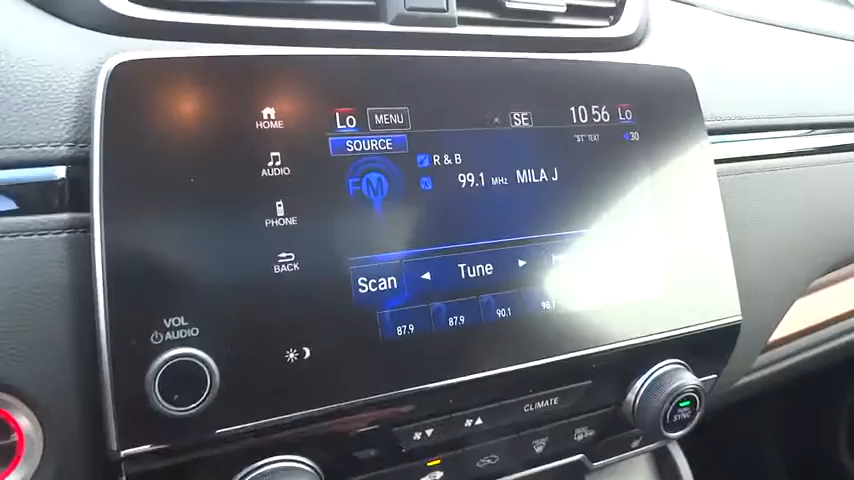 Lo MENU SE 10 56 Lo
HOME
SOURCE "ST" TEXT 30
R & B
AUDIO FM 99.1 MHz MILA J
PHONE
BACK
Scan Tune
87.9 87.9 90.1
VOL
AUDIO
CLIMATE
SYNC